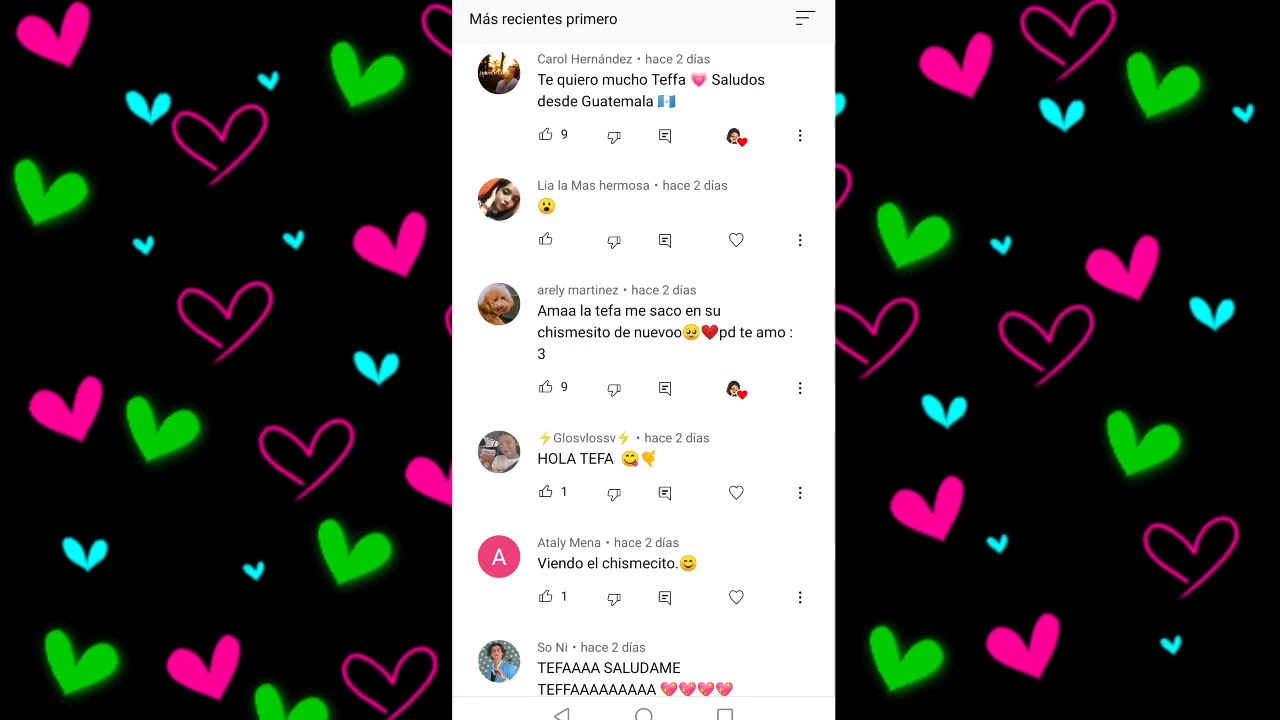 Más recientes primero
Carol Hernández • hace 2 días
Te quiero mucho Teffa 💗 Saludos
desde Guatemala 🇬🇹
9
Lia la Mas hermosa • hace 2 días
😮
arely martinez • hace 2 días
Amaa la tefa me saco en su
chismesito de nuevoo🥺❤️pd te amo :
3
9
⚡Glosvlossv⚡ • hace 2 días
HOLA TEFA 😋💘
1
A
Ataly Mena • hace 2 días
Viendo el chismecito.😊
1
So Ni • hace 2 días
TEFAAAA SALUDAME
TEFFAAAAAAAAA 💖💖💖💖